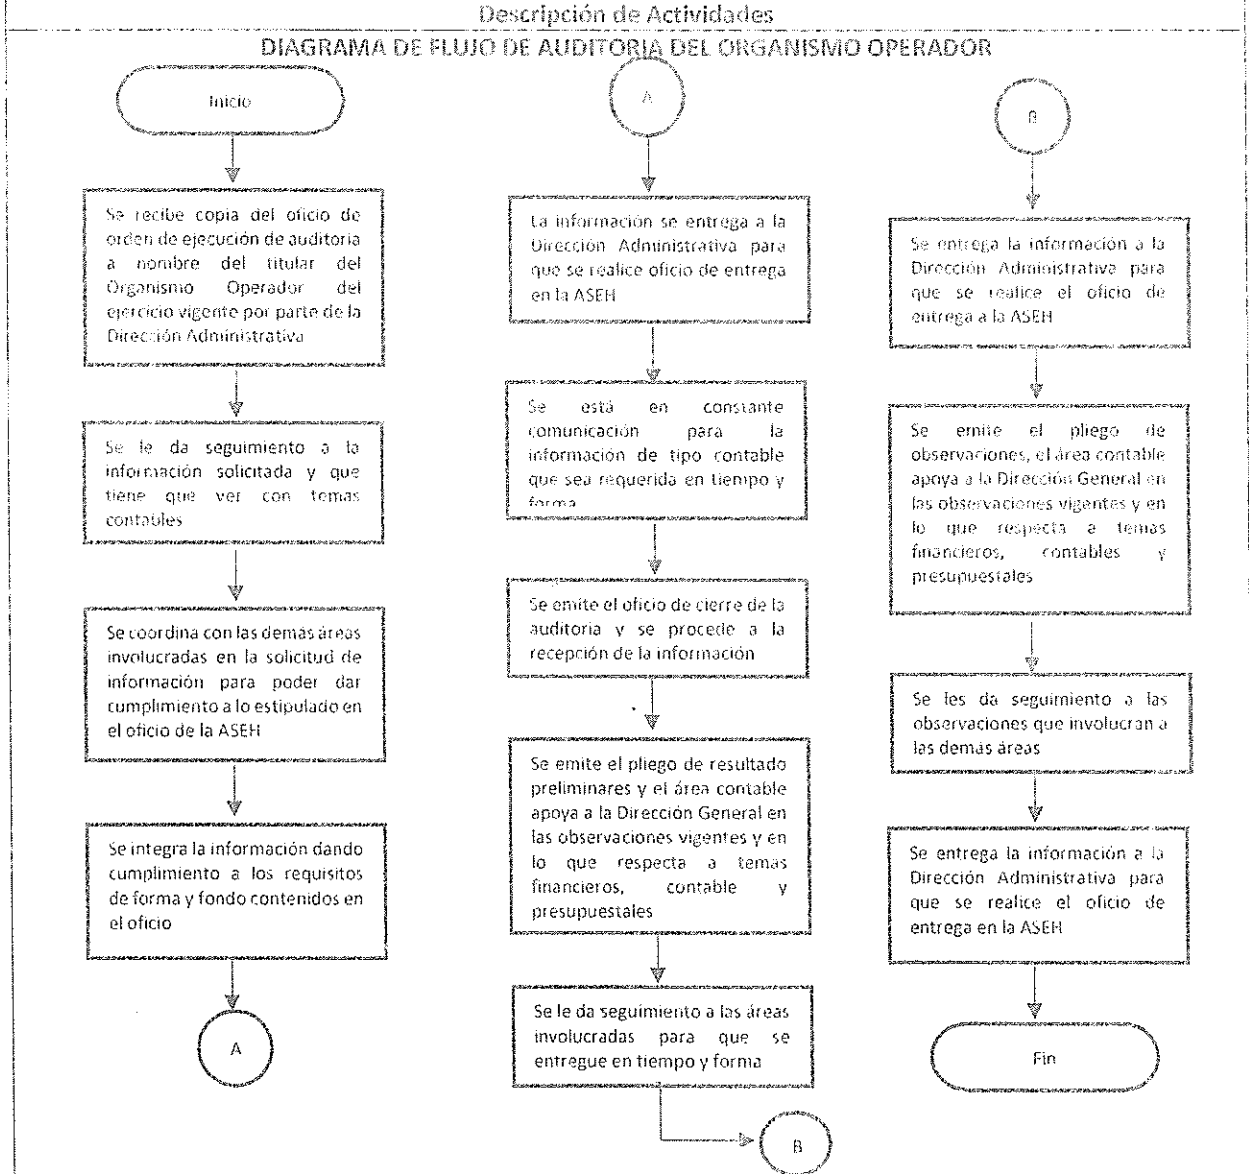 Descripción de Actividades
DIAGRAMA DE FLUJO DE AUDITORIA DEL ORGANISMO OPERADOR
Inicio
Se recibe copia del oficio de
orden de ejecución de auditoria
a nombre del titular del
Organismo Operador del
ejercicio vigente por parte de la
Dirección Administrativa
Se le da seguimiento a la
información solicitada y que
tiene que ver con temas
contables
Se coordina con las demás áreas
involucradas en la solicitud de
información para poder dar
cumplimiento a lo estipulado en
el oficio de la ASEH
Se integra la información dando
cumplimiento a los requisitos
de forma y fondo contenidos en
el oficio
A
A
La información se entrega a la
Dirección Administrativa para
que se realice oficio de entrega
en la ASEH
Se está en constante
comunicación para la
información de tipo contable
que sea requerida en tiempo y
forma
Se emite el oficio de cierre de la
auditoria y se procede a la
recepción de la información
Se emite el pliego de resultado
preliminares y el área contable
apoya a la Dirección General en
las observaciones vigentes y en
lo que respecta a temas
financieros, contable y
presupuestales
Se le da seguimiento a las áreas
involucradas para que se
entregue en tiempo y forma
B
B
Se entrega la información a la
Dirección Administrativa para
que se realice el oficio de
entrega a la ASEH
Se emite el pliego de
observaciones, el área contable
apoya a la Dirección General en
las observaciones vigentes y en
lo que respecta a temas
financieros, contables y
presupuestales
Se les da seguimiento a las
observaciones que involucran a
las demás áreas
Se entrega la información a la
Dirección Administrativa para
que se realice el oficio de
entrega en la ASEH
Fin